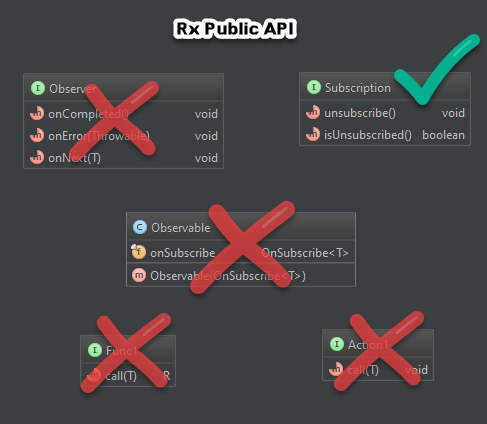 Rx Public API
Observer
onCompleted() void
onError(Throwable) void
onNext(T) void
Subscription
unsubscribe() void
isUnsubscribed() boolean
Observable
onSubscribe OnSubscribe<T>
Observable(OnSubscribe<T>)
Func1
call(T) R
Action1
call(T) void